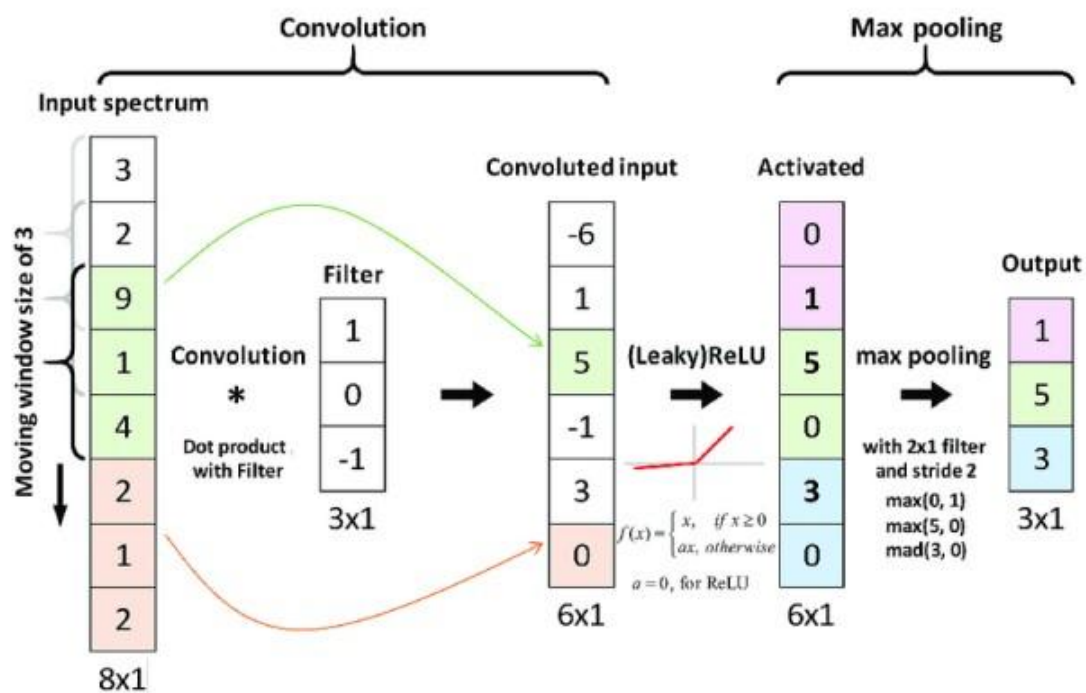 Convolution
Max pooling
Input spectrum
Moving window size of 3
3
2
9
1
4
2
1
2
8x1
Convolution
*
Dot product
with Filter
Filter
1
0
-1
3x1
Convoluted input
-6
1
5
-1
3
0
6x1
(Leaky)ReLU
f(x)={x, if x ≥ 0
ax, otherwise
a = 0, for ReLU
Activated
0
1
5
0
3
0
6x1
max pooling
with 2x1 filter
and stride 2
max(0, 1)
max(5, 0)
mad(3, 0)
Output
1
5
3
3x1